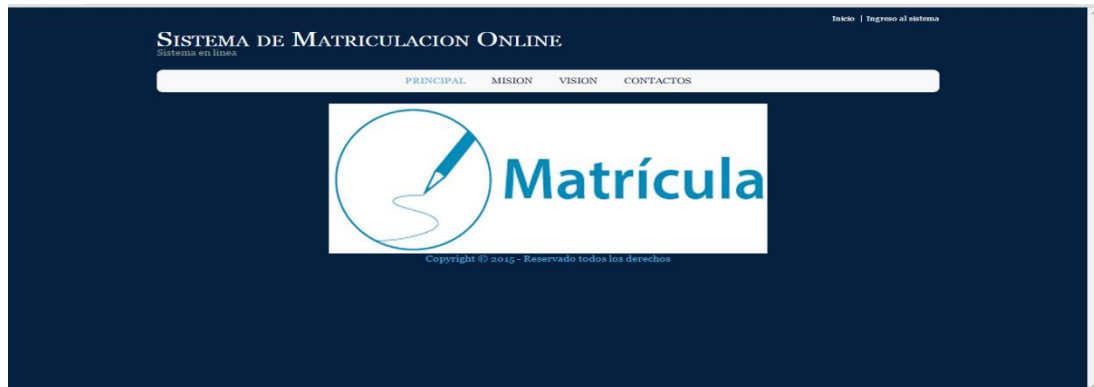 Inicio | Ingreso al sistema
SISTEMA DE MATRICULACION ONLINE
Sistema en linea
PRINCIPAL MISION VISION CONTACTOS
Matrícula
Copyright © 2015 - Reservado todos los derechos